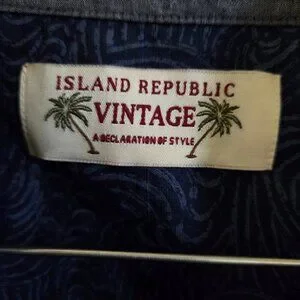 ISLAND REPUBLIC
VINTAGE
A DECLARATION OF STYLE